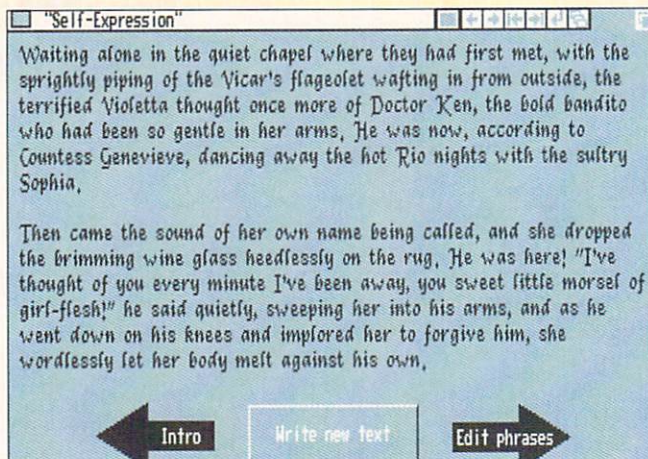 "Self-Expression"
Waiting alone in the quiet chapel where they had first met, with the
sprightly piping of the Vicar's flageolet wafting in from outside, the
terrified Violetta thought once more of Doctor Ken, the bold bandito
who had been so gentle in her arms. He was now, according to
Countess Genevieve, dancing away the hot Rio nights with the sultry
Sophia.
Then came the sound of her own name being called, and she dropped
the brimming wine glass heedlessly on the rug. He was here! "I've
thought of you every minute I've been away, you sweet little morsel of
girl-flesh!" he said quietly, sweeping her into his arms, and as he
went down on his knees and implored her to forgive him, she
wordlessly let her body melt against his own.
Intro
Write new text
Edit phrases